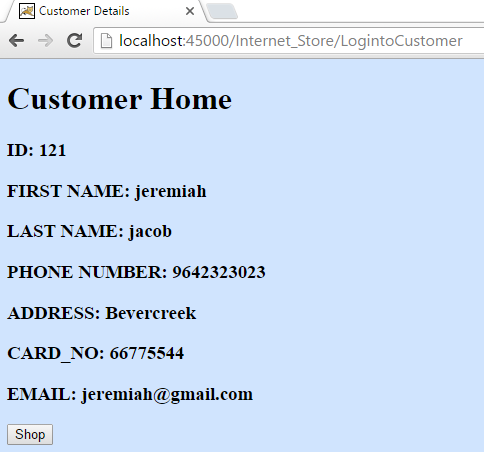 Customer Details
localhost:45000/Internet_Store/LogintoCustomer
Customer Home
ID: 121
FIRST NAME: jeremiah
LAST NAME: jacob
PHONE NUMBER: 9642323023
ADDRESS: Bevercreek
CARD_NO: 66775544
EMAIL: jeremiah@gmail.com
Shop